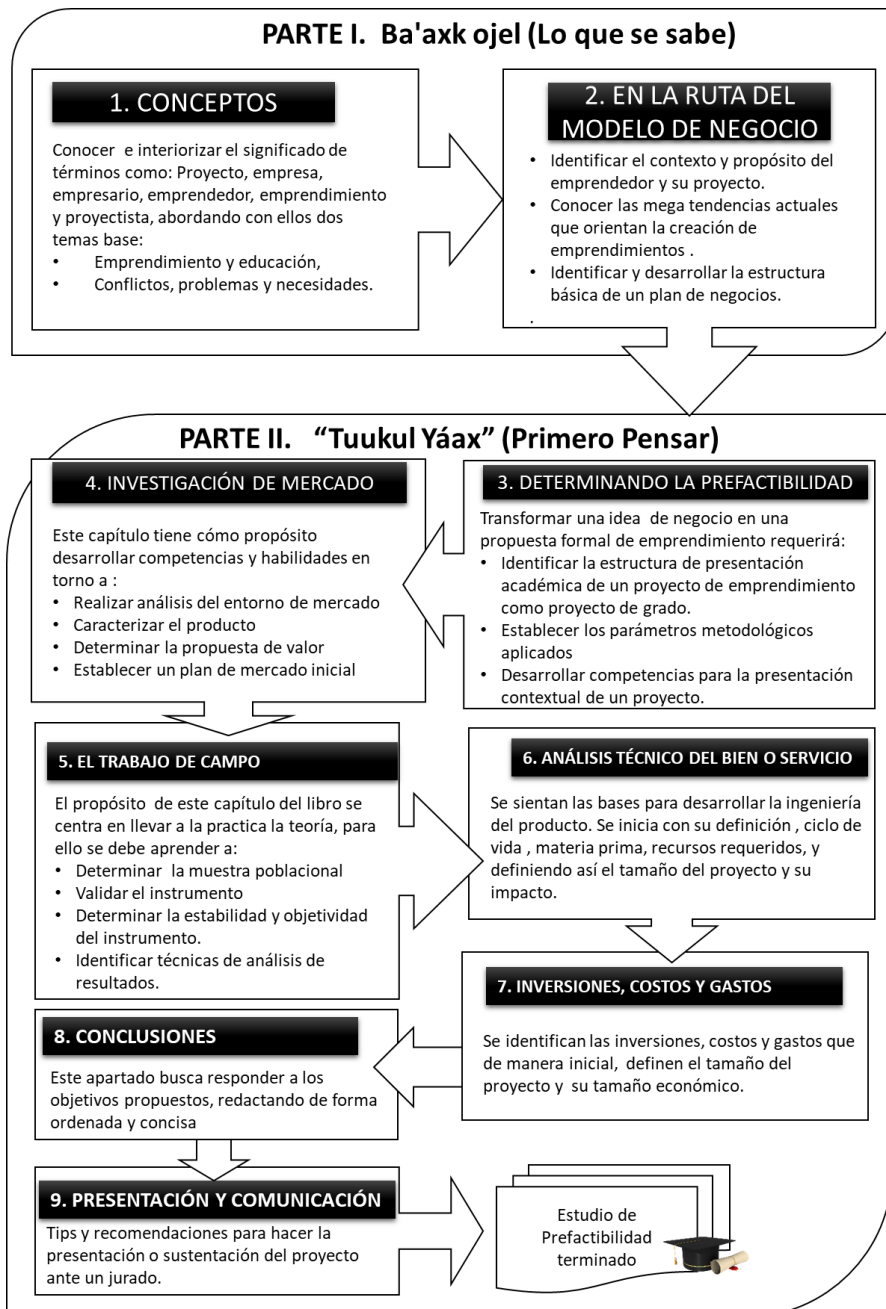 PARTE I. Ba'axk ojel (Lo que se sabe)
1. CONCEPTOS
Conocer e interiorizar el significado de
términos como: Proyecto, empresa,
empresario, emprendedor, emprendimiento
y proyectista, abordando con ellos dos
temas base:
• Emprendimiento y educación,
• Conflictos, problemas y necesidades.
2. EN LA RUTA DEL
MODELO DE NEGOCIO
• Identificar el contexto y propósito del
emprendedor y su proyecto.
• Conocer las mega tendencias actuales
que orientan la creación de
emprendimientos .
• Identificar y desarrollar la estructura
básica de un plan de negocios.
.
PARTE II. “Tuukul Yáax” (Primero Pensar)
3. DETERMINANDO LA PREFACTIBILIDAD
Transformar una idea de negocio en una
propuesta formal de emprendimiento requerirá:
• Identificar la estructura de presentación
académica de un proyecto de emprendimiento
como proyecto de grado.
• Establecer los parámetros metodológicos
aplicados
• Desarrollar competencias para la presentación
contextual de un proyecto.
4. INVESTIGACIÓN DE MERCADO
Este capítulo tiene cómo propósito
desarrollar competencias y habilidades en
torno a :
• Realizar análisis del entorno de mercado
• Caracterizar el producto
• Determinar la propuesta de valor
• Establecer un plan de mercado inicial
5. EL TRABAJO DE CAMPO
El propósito de este capítulo del libro se
centra en llevar a la practica la teoría, para
ello se debe aprender a:
• Determinar la muestra poblacional
• Validar el instrumento
• Determinar la estabilidad y objetividad
del instrumento.
• Identificar técnicas de análisis de
resultados.
6. ANÁLISIS TÉCNICO DEL BIEN O SERVICIO
Se sientan las bases para desarrollar la ingeniería
del producto. Se inicia con su definición , ciclo de
vida , materia prima, recursos requeridos, y
definiendo así el tamaño del proyecto y su
impacto.
7. INVERSIONES, COSTOS Y GASTOS
Se identifican las inversiones, costos y gastos que
de manera inicial, definen el tamaño del
proyecto y su tamaño económico.
8. CONCLUSIONES
Este apartado busca responder a los
objetivos propuestos, redactando de forma
ordenada y concisa
9. PRESENTACIÓN Y COMUNICACIÓN
Tips y recomendaciones para hacer la
presentación o sustentación del proyecto
ante un jurado.
Estudio de
Prefactibilidad
terminado